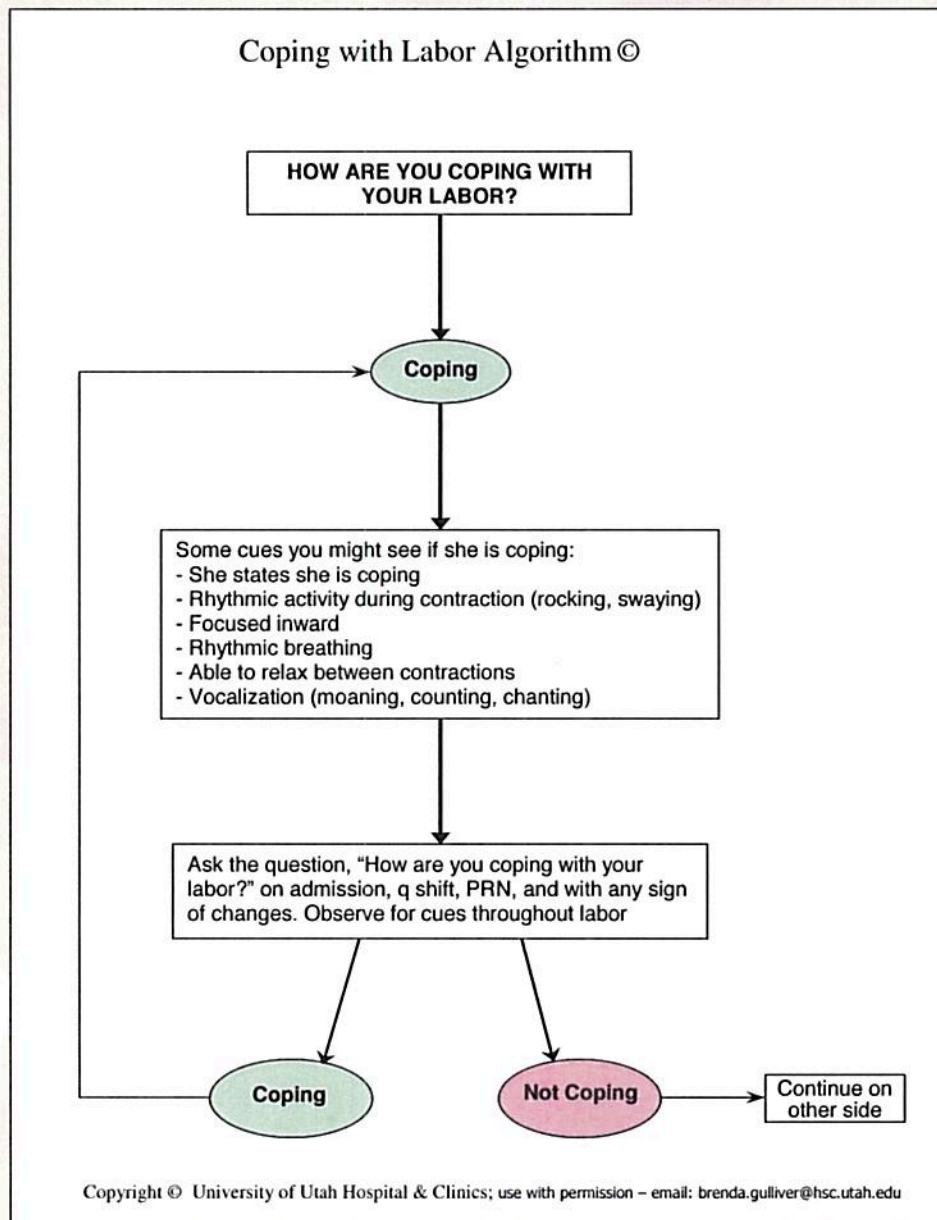 Coping with Labor Algorithm ©
HOW ARE YOU COPING WITH
YOUR LABOR?
Coping
Some cues you might see if she is coping:
- She states she is coping
- Rhythmic activity during contraction (rocking, swaying)
- Focused inward
- Rhythmic breathing
- Able to relax between contractions
- Vocalization (moaning, counting, chanting)
Ask the question, “How are you coping with your
labor?” on admission, q shift, PRN, and with any sign
of changes. Observe for cues throughout labor
Coping
Not Coping
Continue on
other side
Copyright © University of Utah Hospital & Clinics; use with permission – email: brenda.gulliver@hsc.utah.edu